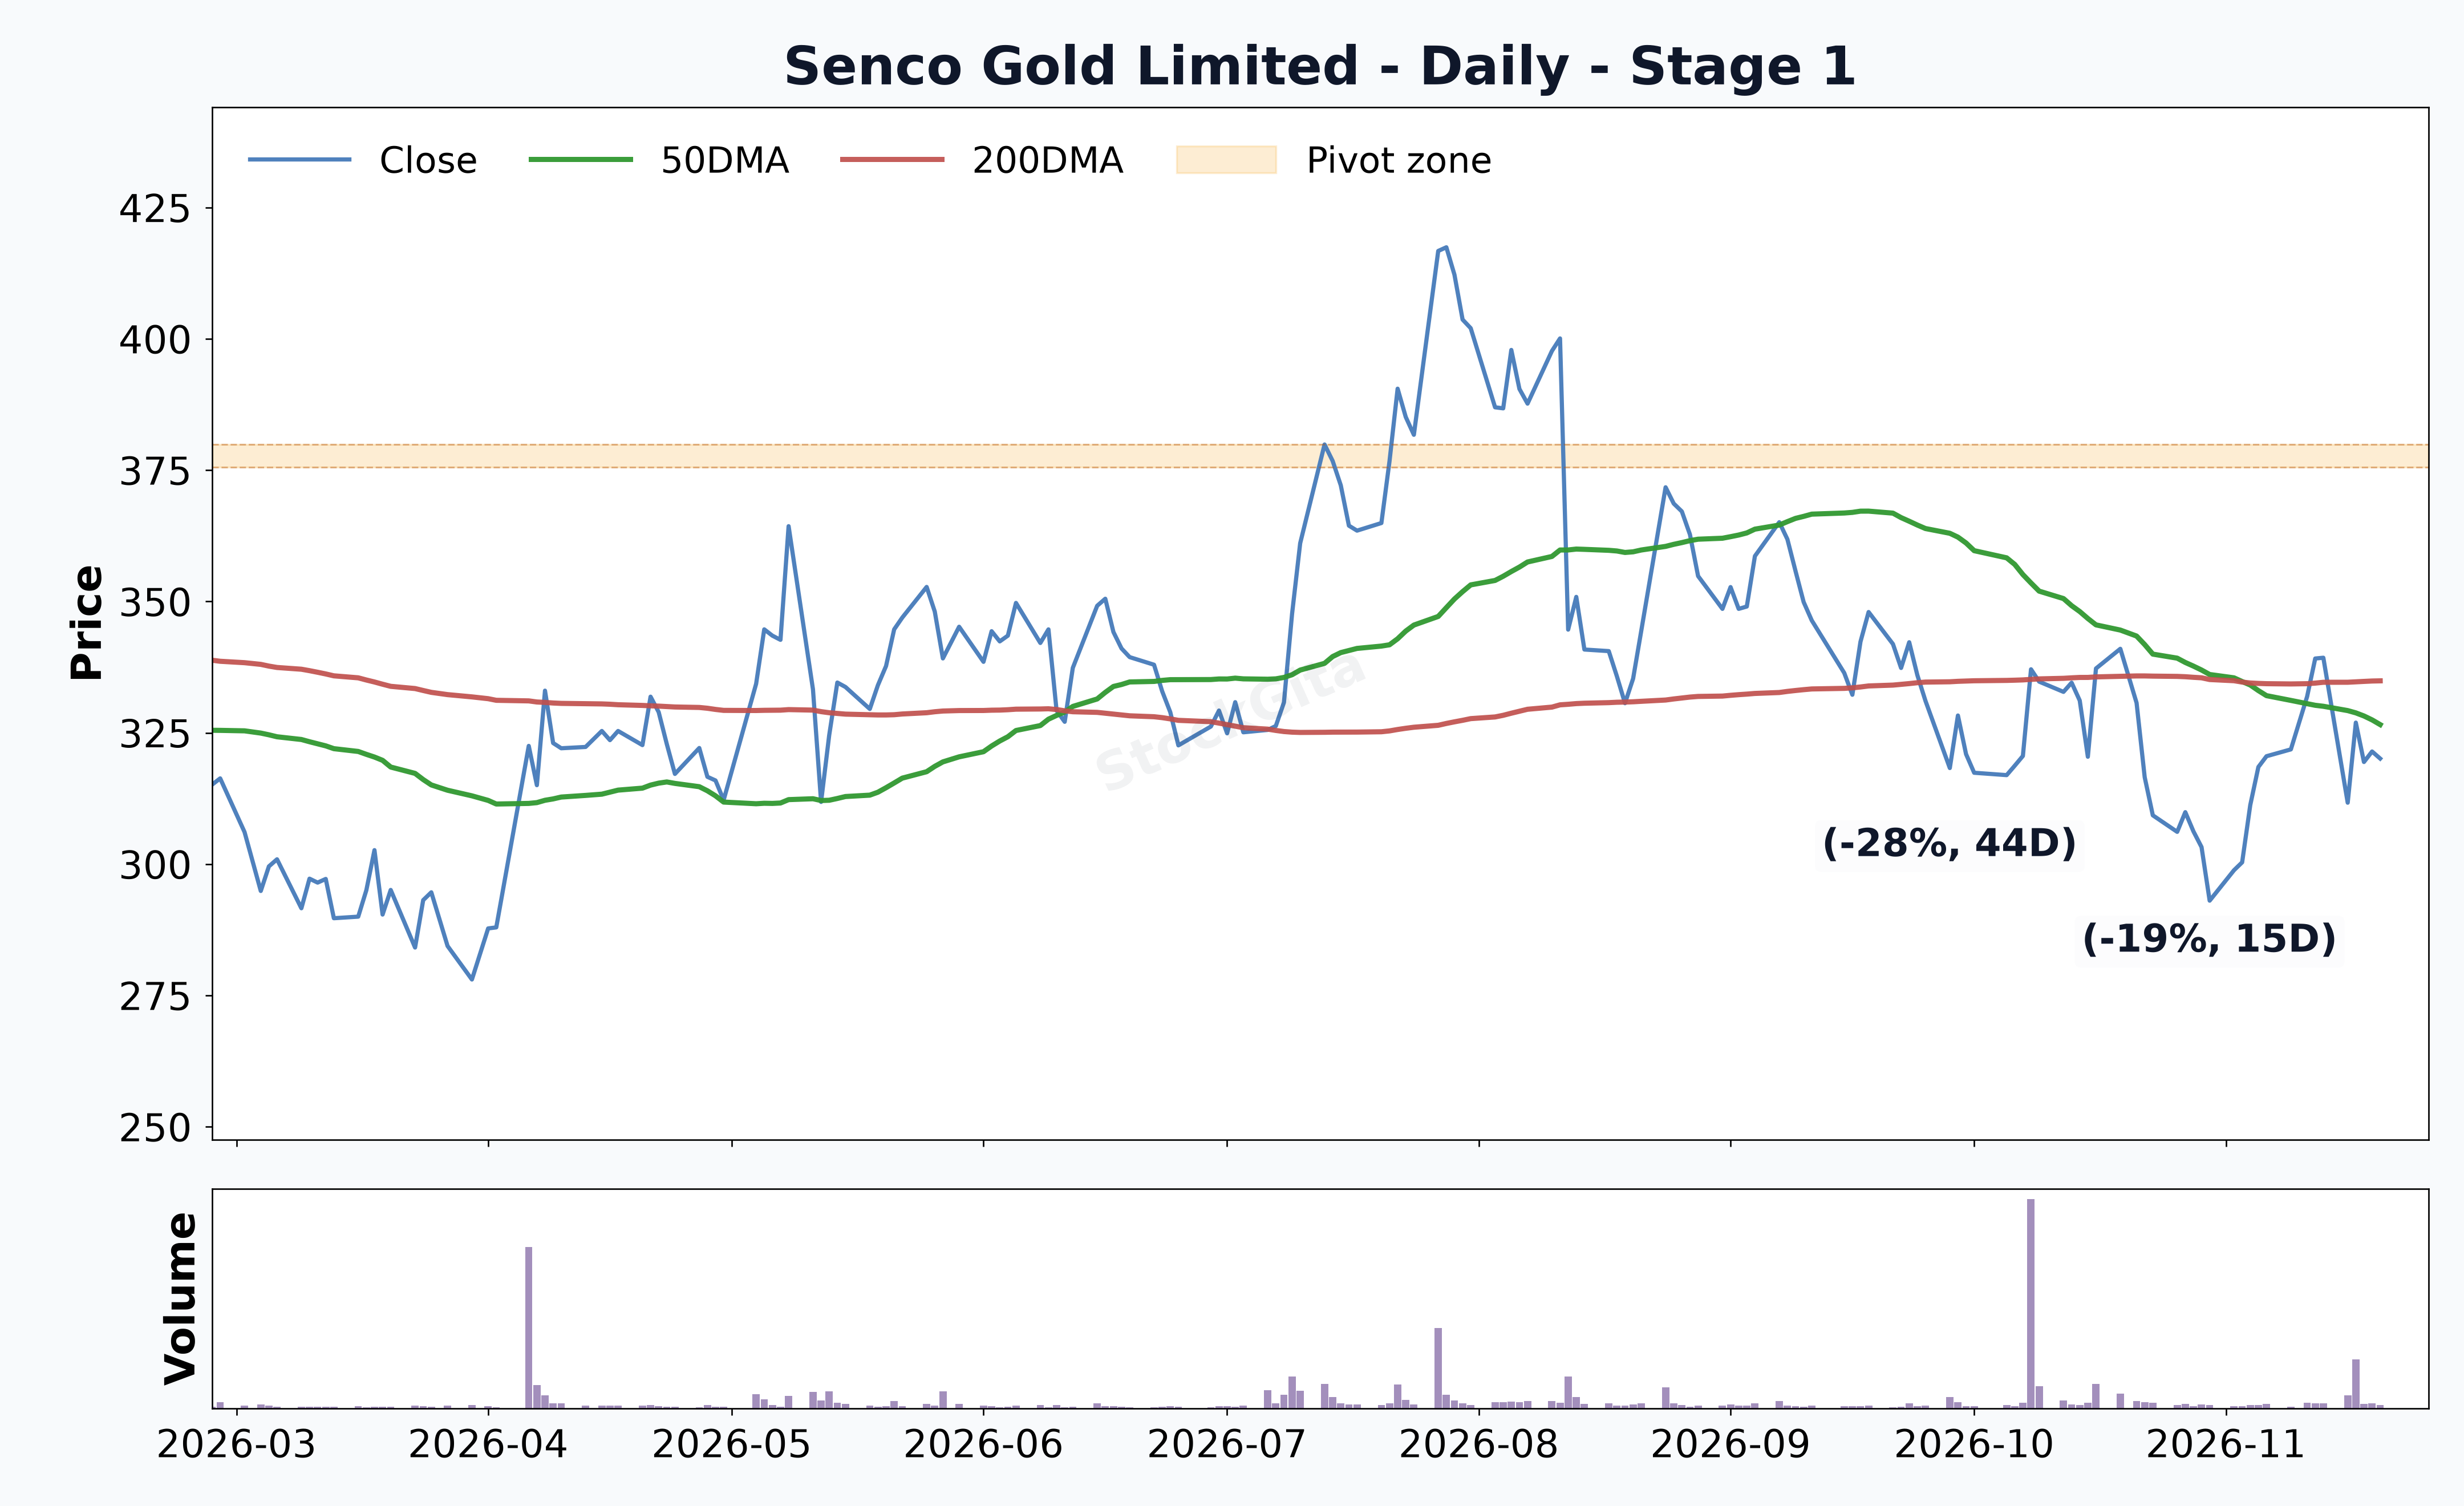 Senco Gold Limited - Daily - Stage 1
Close 50DMA 200DMA Pivot zone
425
400
375
350
325
300
275
250
Price
StockGita
(-28%, 44D)
(-19%, 15D)
Volume
2026-03 2026-04 2026-05 2026-06 2026-07 2026-08 2026-09 2026-10 2026-11